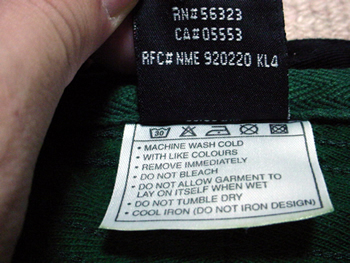 RN#56323
CA#05553
RFC# NME 920220 KL4
30
• MACHINE WASH COLD
• WITH LIKE COLOURS
• REMOVE IMMEDIATELY
• DO NOT BLEACH
• DO NOT ALLOW GARMENT TO
LAY ON ITSELF WHEN WET
• DO NOT TUMBLE DRY
• COOL IRON (DO NOT IRON DESIGN)